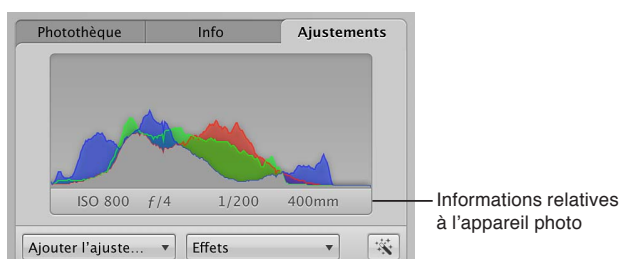 Photothèque Info Ajustements
ISO 800 ƒ/4 1/200 400mm
Informations relatives
à l'appareil photo
Ajouter l'ajuste... Effets